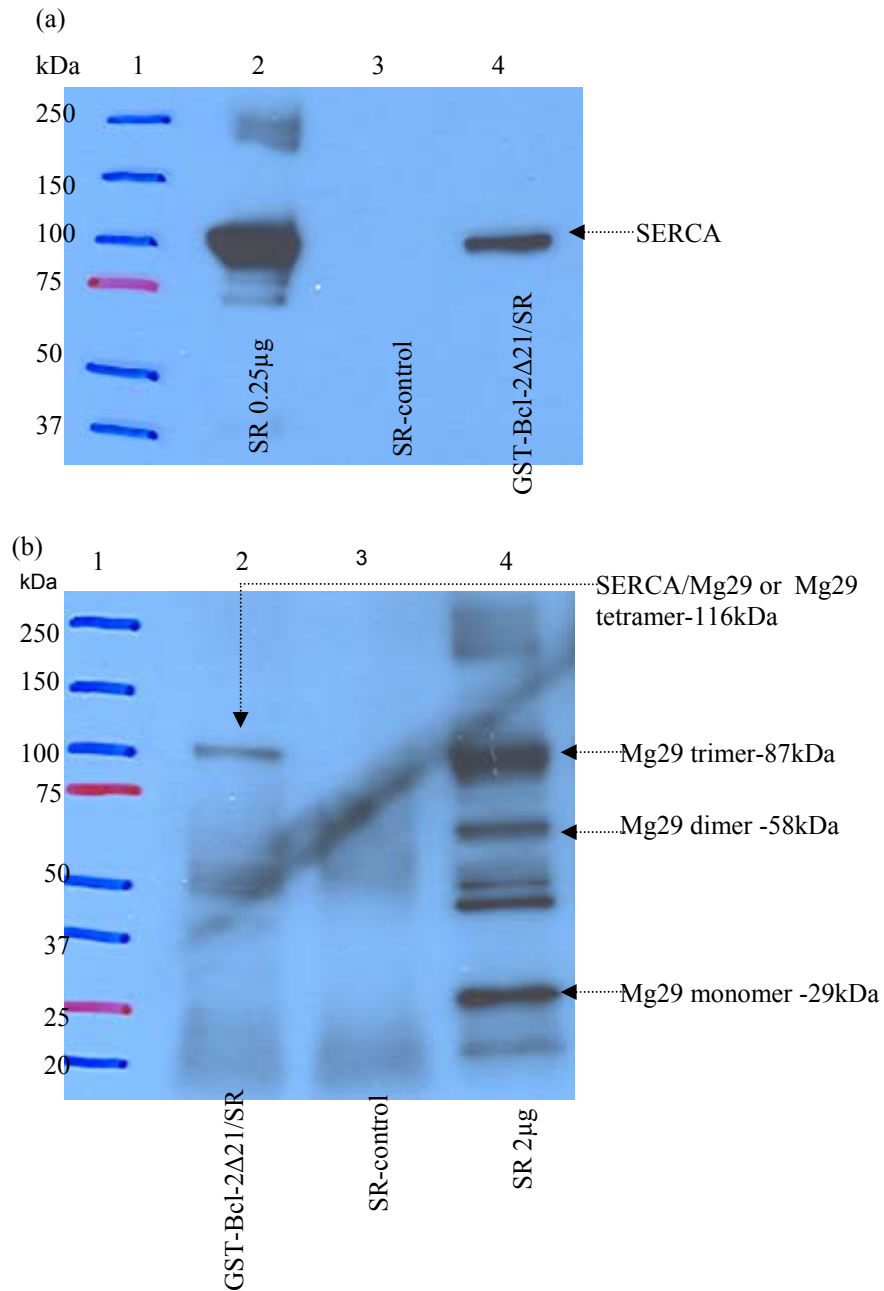 (a)
kDa 1 2 3 4
250
150
100
75
50
37
SERCA
SR 0.25µg
SR-control
GST-Bcl-2Δ21/SR
(b)
1 2 3 4
kDa
SERCA/Mg29 or Mg29
tetramer-116kDa
250
150
100
75
50
37
25
20
Mg29 trimer-87kDa
Mg29 dimer -58kDa
Mg29 monomer -29kDa
GST-Bcl-2Δ21/SR
SR-control
SR 2µg